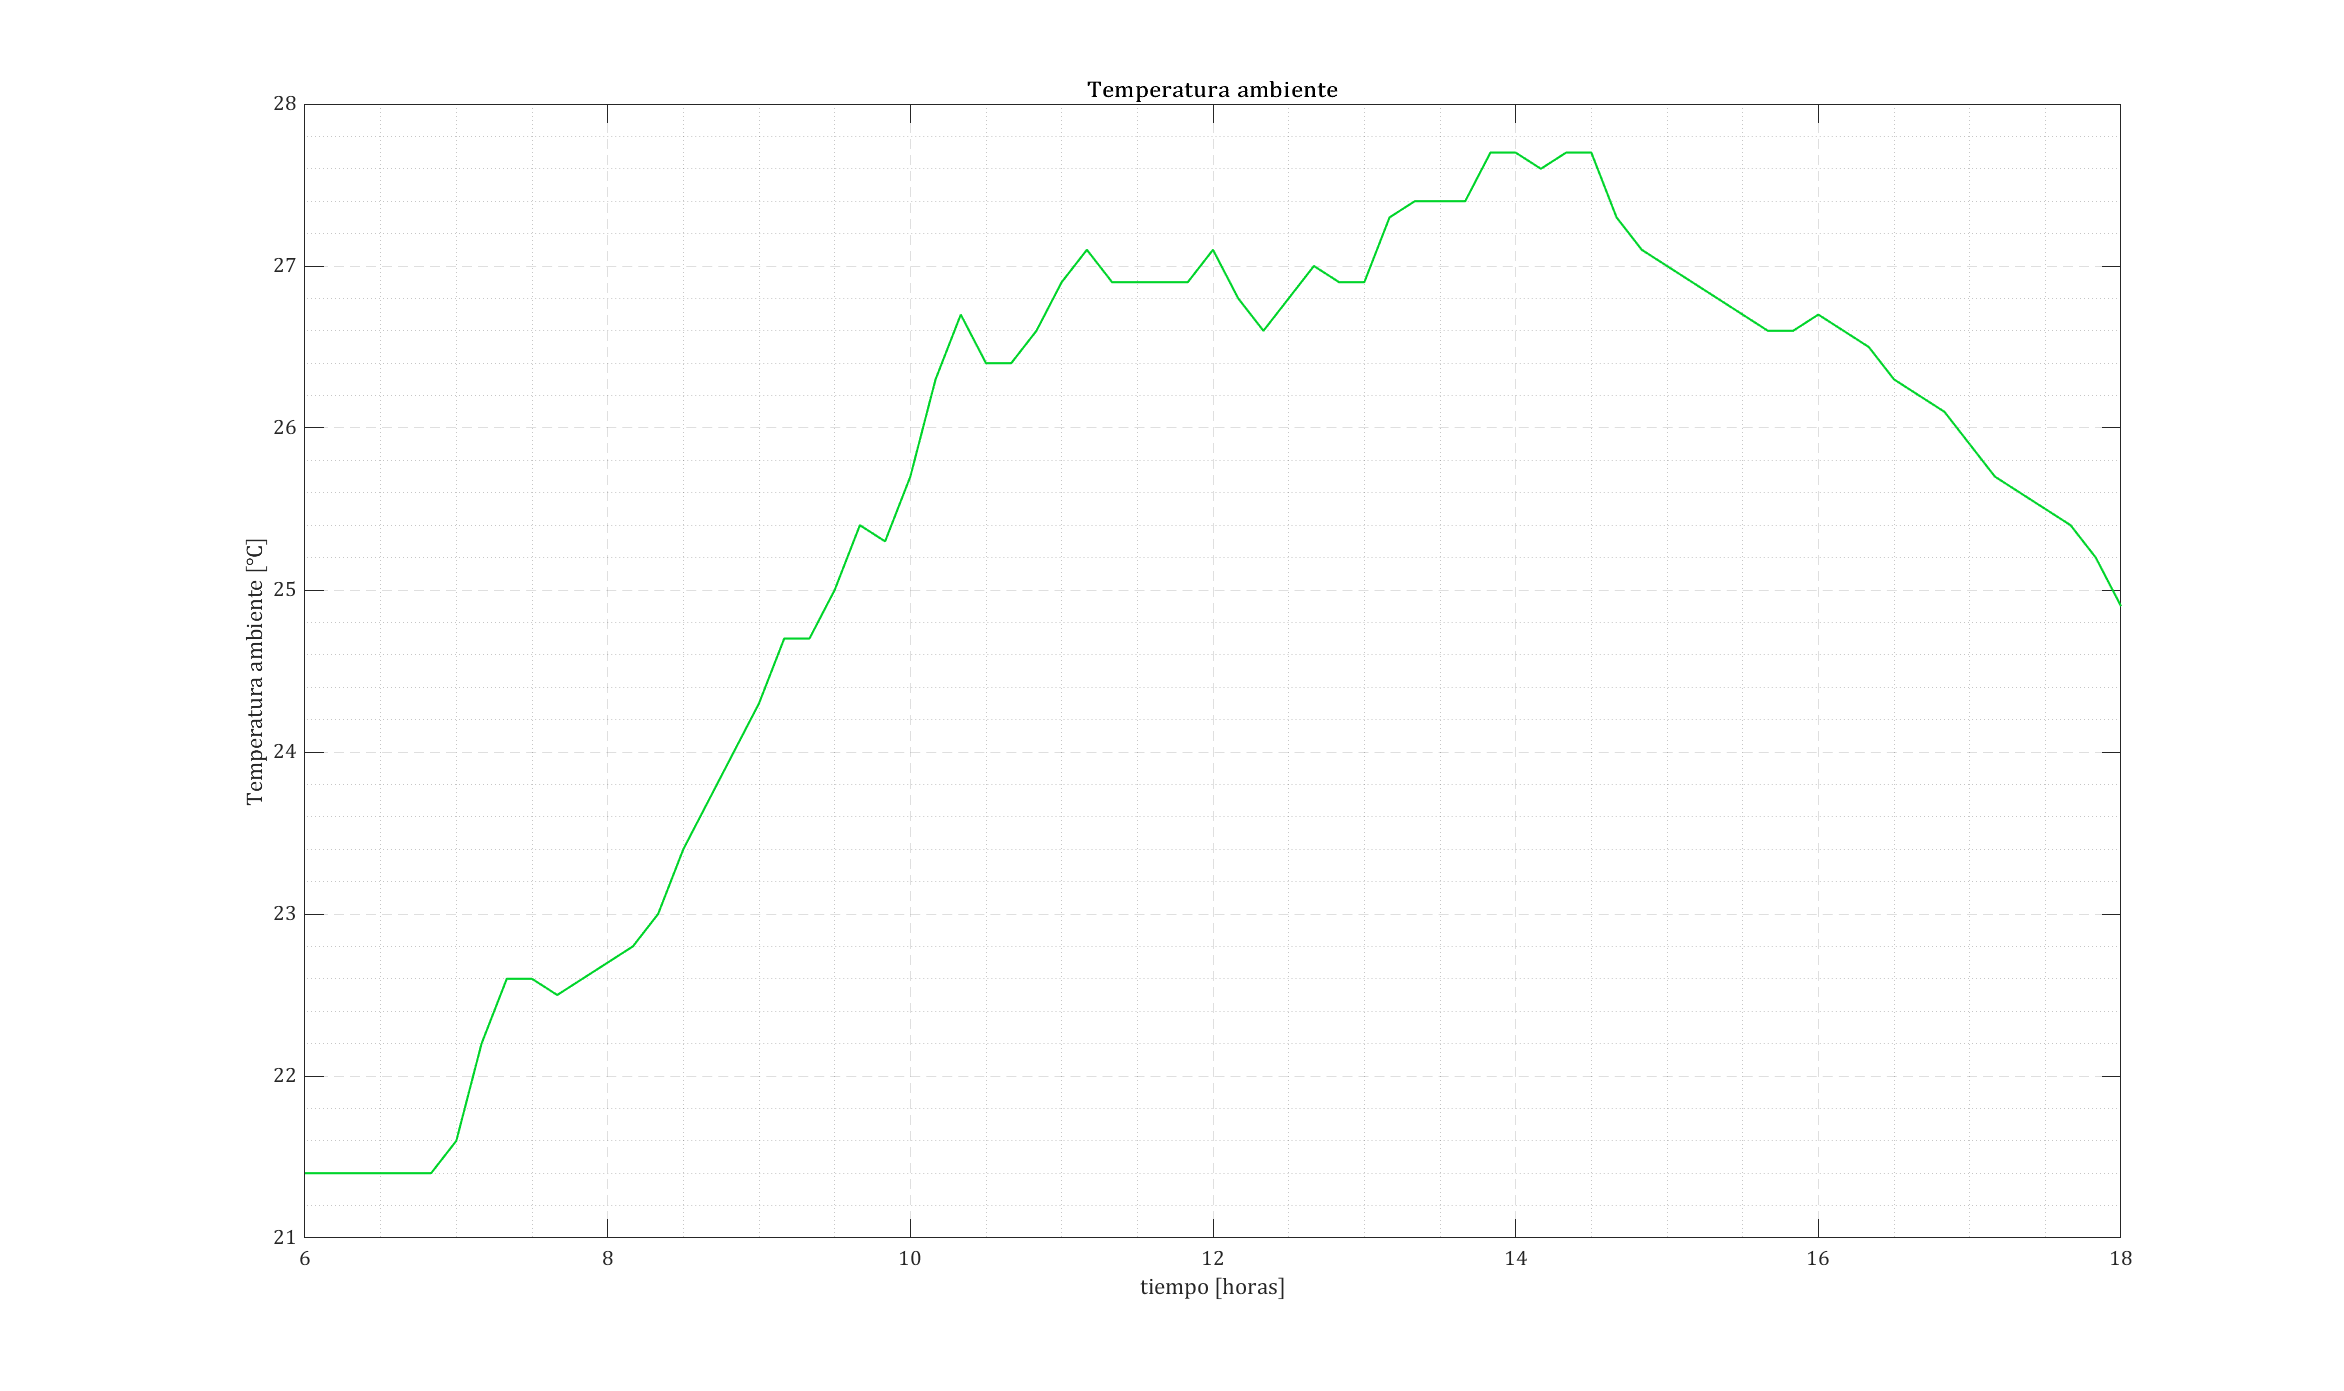 Temperatura ambiente
28
27
26
25
24
23
22
21
Temperatura ambiente [°C]
6 8 10 12 14 16 18
tiempo [horas]